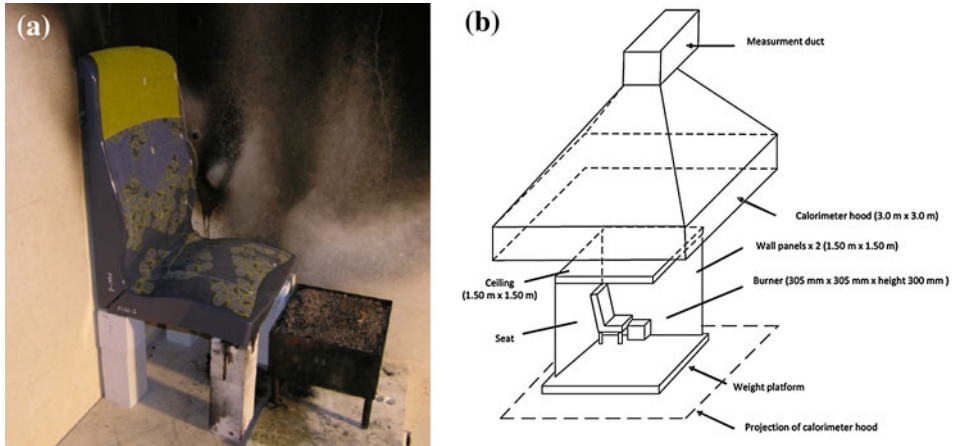 (a)
(b)
Measurment duct
Calorimeter hood (3.0 m x 3.0 m)
Wall panels x 2 (1.50 m x 1.50 m)
Ceiling
(1.50 m x 1.50 m)
Burner (305 mm x 305 mm x height 300 mm )
Seat
Weight platform
Projection of calorimeter hood